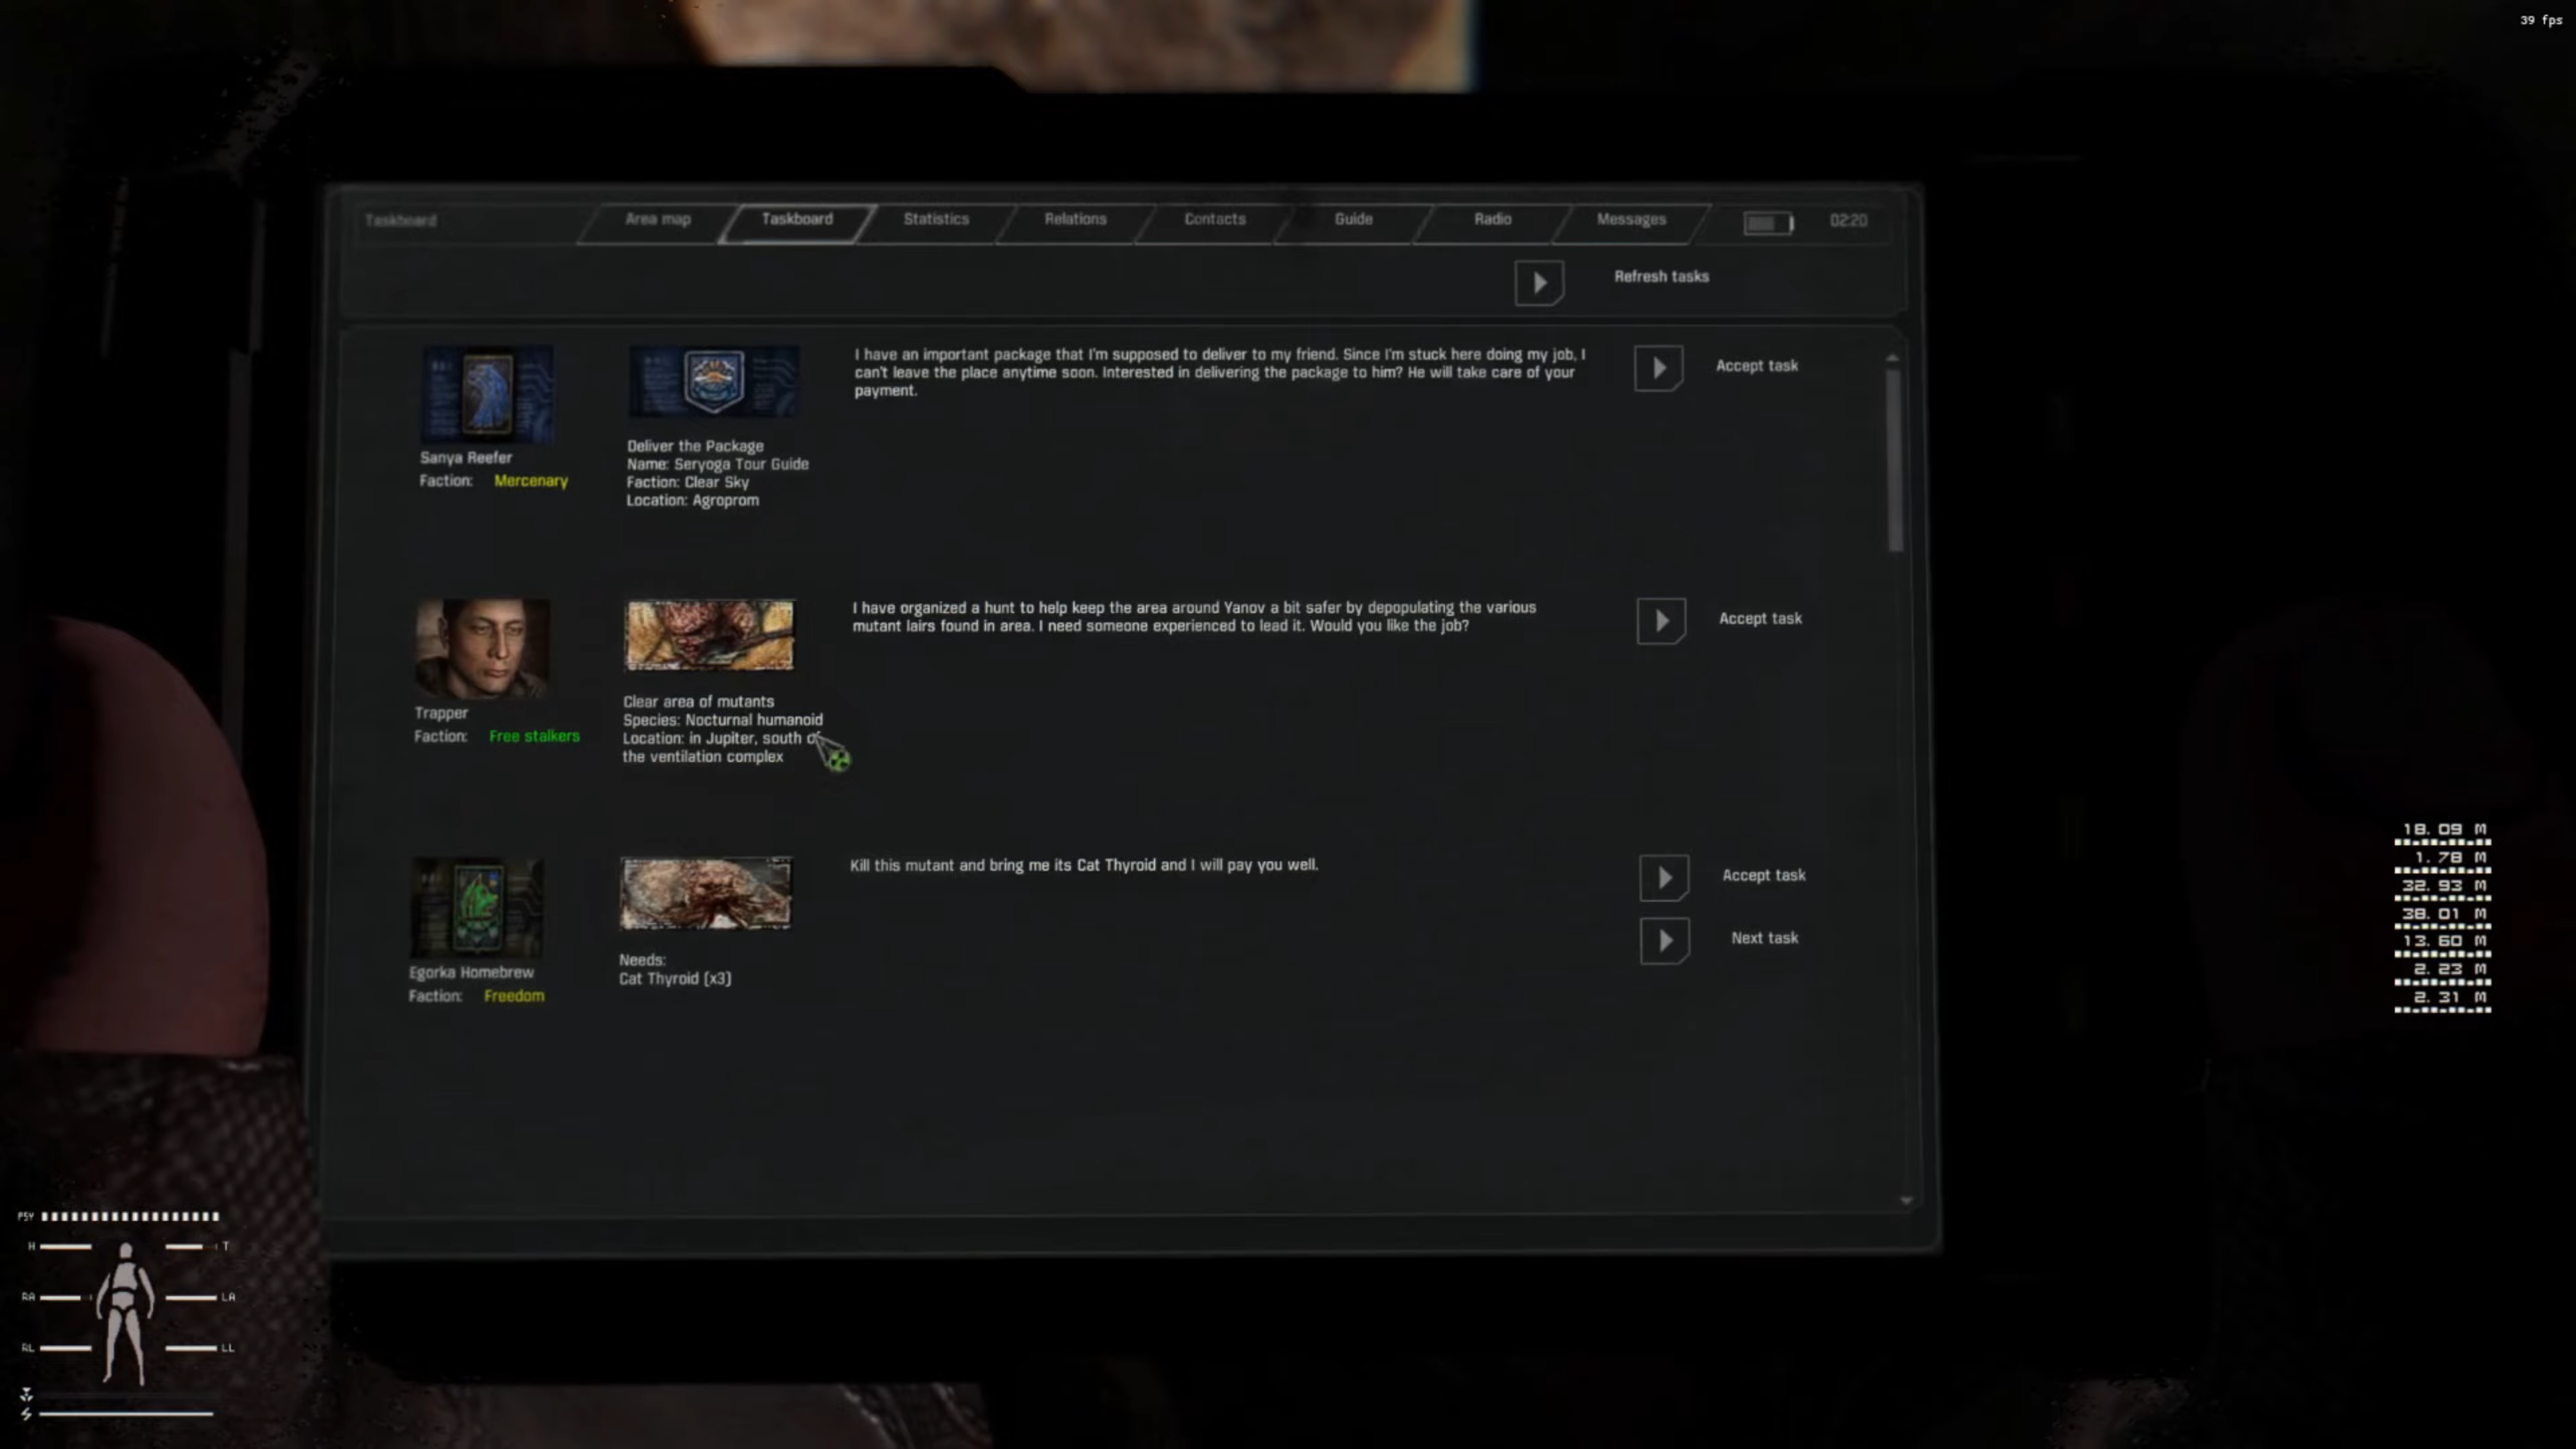 39 fps
Taskboard
Area map
Taskboard
Statistics
Relations
Contacts
Guide
Radio
Messages
02:20
Refresh tasks
I have an important package that I'm supposed to deliver to my friend. Since I'm stuck here doing my job, I
can't leave the place anytime soon. Interested in delivering the package to him? He will take care of your
payment.
Accept task
Sanya Reefer
Faction: Mercenary
Deliver the Package
Name: Seryoga Tour Guide
Faction: Clear Sky
Location: Agroprom
I have organized a hunt to help keep the area around Yanov a bit safer by depopulating the various
mutant lairs found in area. I need someone experienced to lead it. Would you like the job?
Accept task
Trapper
Faction: Free stalkers
Clear area of mutants
Species: Nocturnal humanoid
Location: in Jupiter, south of
the ventilation complex
Kill this mutant and bring me its Cat Thyroid and I will pay you well.
Accept task
Next task
Egorka Homebrew
Faction: Freedom
Needs:
Cat Thyroid (x3)
18.09 M
1.78 M
32.93 M
38.01 M
13.60 M
2.23 M
2.31 M
PSY
H
T
RA
LA
RL
LL